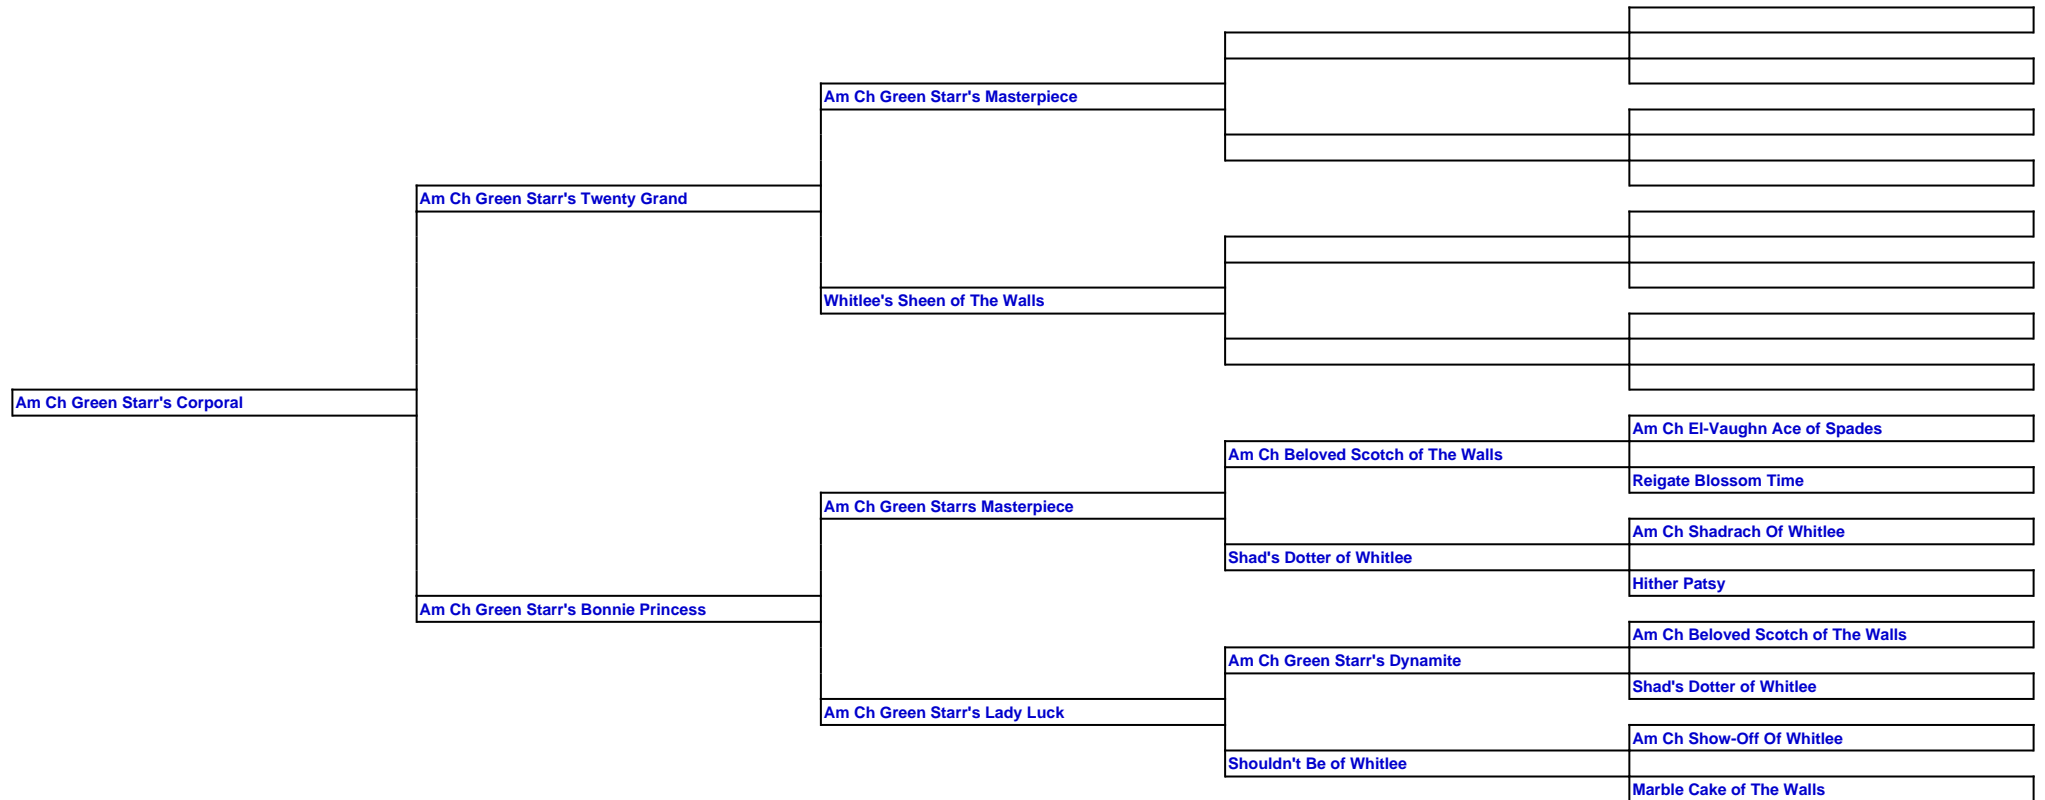 Am Ch Green Starr's Masterpiece
Am Ch Green Starr's Twenty Grand
Whitlee's Sheen of The Walls
Am Ch Green Starr's Corporal
Am Ch El-Vaughn Ace of Spades
Am Ch Beloved Scotch of The Walls
Reigate Blossom Time
Am Ch Green Starrs Masterpiece
Am Ch Shadrach Of Whitlee
Shad's Dotter of Whitlee
Hither Patsy
Am Ch Green Starr's Bonnie Princess
Am Ch Beloved Scotch of The Walls
Am Ch Green Starr's Dynamite
Shad's Dotter of Whitlee
Am Ch Green Starr's Lady Luck
Am Ch Show-Off Of Whitlee
Shouldn't Be of Whitlee
Marble Cake of The Walls